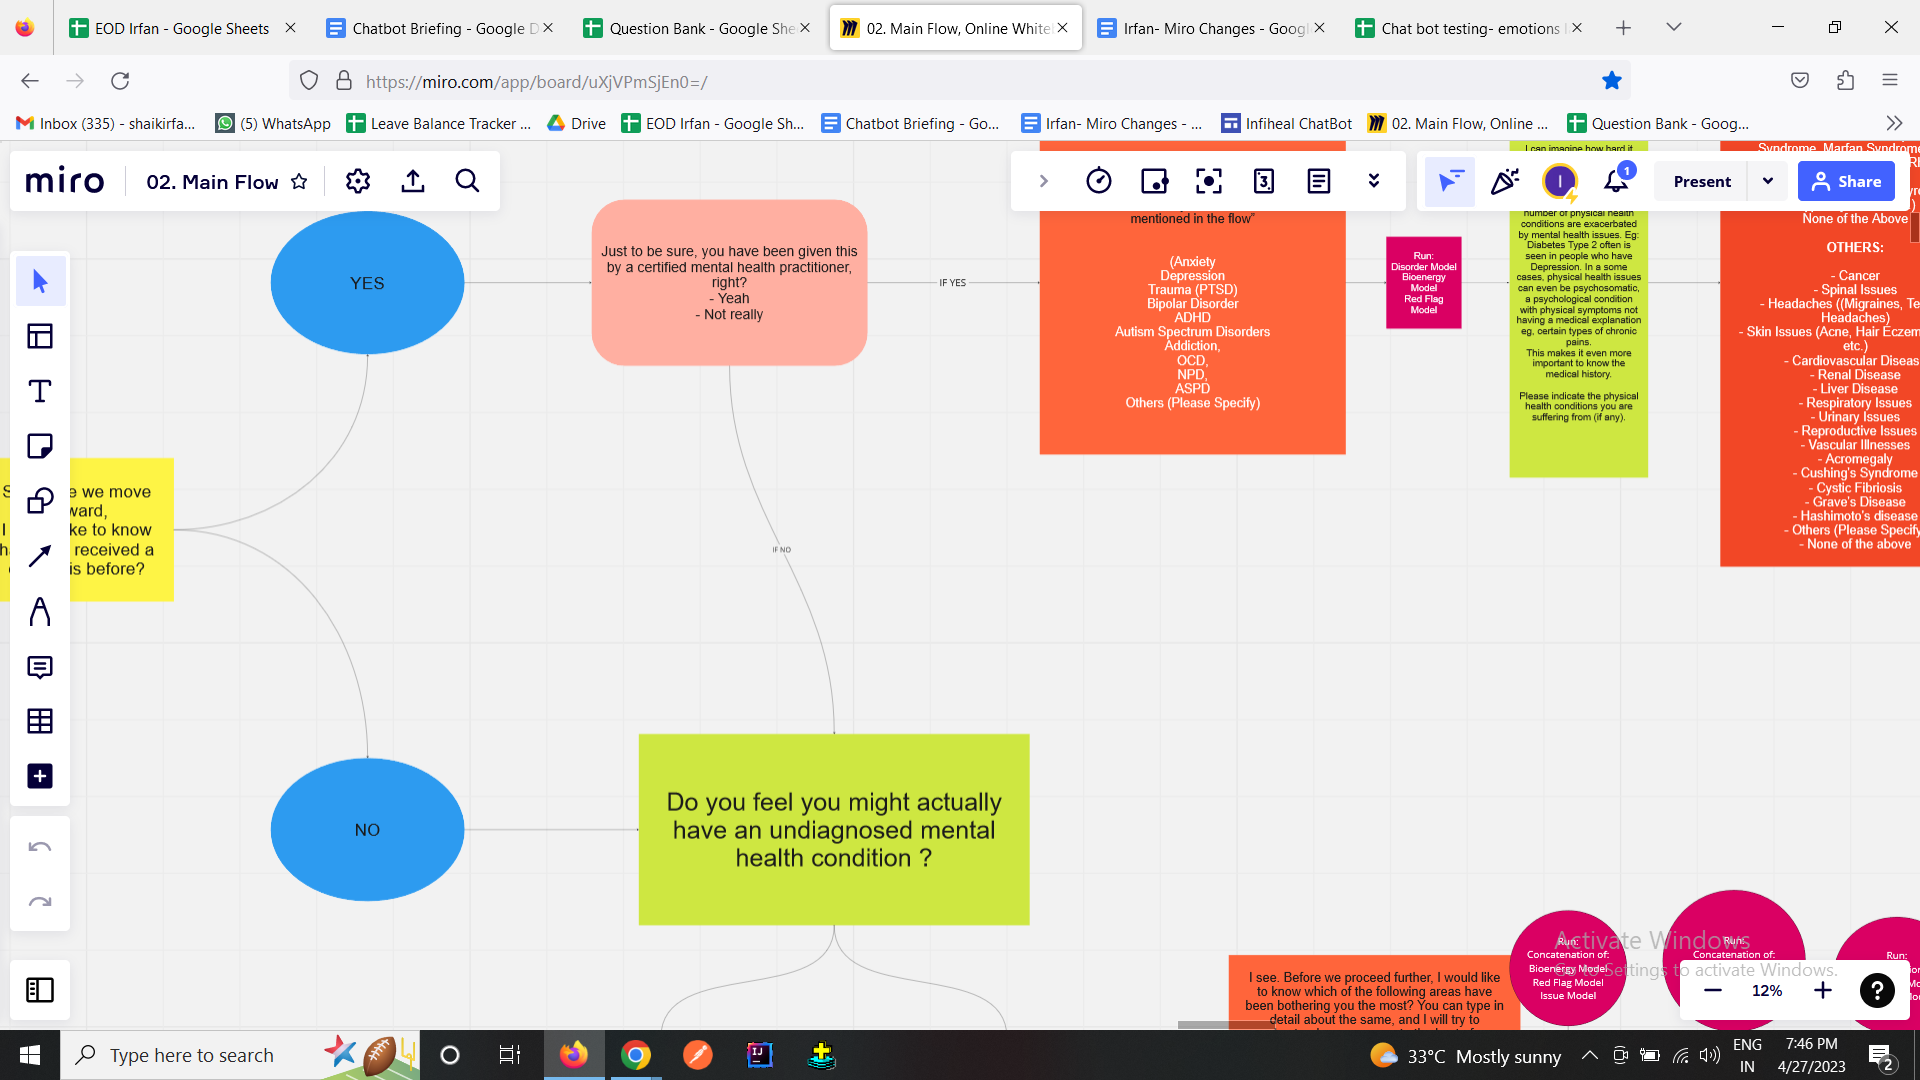 EOD Irfan - Google Sheets
Chatbot Briefing - Google D
Question Bank - Google She
02. Main Flow, Online White
Irfan- Miro Changes - Googl
Chat bot testing- emotions
https://miro.com/app/board/uXjVPmSjEn0=/
Inbox (335) - shaikirfa...
(5) WhatsApp
Leave Balance Tracker ...
Drive
EOD Irfan - Google Sh...
Chatbot Briefing - Go...
Irfan- Miro Changes - ...
Infiheal ChatBot
02. Main Flow, Online ...
Question Bank - Goog...
miro
02. Main Flow
3
I
1
Present
Share
YES
Just to be sure, you have been given this
by a certified mental health practitioner,
right?
- Yeah
- Not really
IF YES
mentioned in the flow"
(Anxiety
Depression
Trauma (PTSD)
Bipolar Disorder
ADHD
Autism Spectrum Disorders
Addiction,
OCD,
NPD,
ASPD
Others (Please Specify)
Run:
Disorder Model
Bioenergy
Model
Red Flag
Model
I can imagine how hard it
number of physical health
conditions are exacerbated
by mental health issues. Eg:
Diabetes Type 2 often is
seen in people who have
Depression. In a some
cases, physical health issues
can even be psychosomatic,
a psychological condition
with physical symptoms not
having a medical explanation
eg, certain types of chronic
pains.
This makes it even more
important to know the
medical history.
Please indicate the physical
health conditions you are
suffering from (if any).
Syndrome, Marfan Syndrome
None of the Above
OTHERS:
- Cancer
- Spinal Issues
- Headaches ((Migraines, Te
Headaches)
- Skin Issues (Acne, Hair Eczem
etc.)
- Cardiovascular Diseas
- Renal Disease
- Liver Disease
- Respiratory Issues
- Urinary Issues
- Reproductive Issues
- Vascular Illnesses
- Acromegaly
- Cushing's Syndrome
- Cystic Fibrosis
- Grave's Disease
- Hashimoto's disease
- Others (Please Specify
- None of the above
e we move
ward,
I ke to know
received a
is before?
IF NO
NO
Do you feel you might actually
have an undiagnosed mental
health condition ?
I see. Before we proceed further, I would like
to know which of the following areas have
been bothering you the most? You can type in
detail about the same, and I will try to
Run:
Concatenation of:
Bioenergy Model
Red Flag Model
Issue Model
Run:
Concatenation of:
Run:
Activate Windows
Go to Settings to activate Windows.
12%
?
Type here to search
33°C Mostly sunny
ENG
IN
7:46 PM
4/27/2023
2